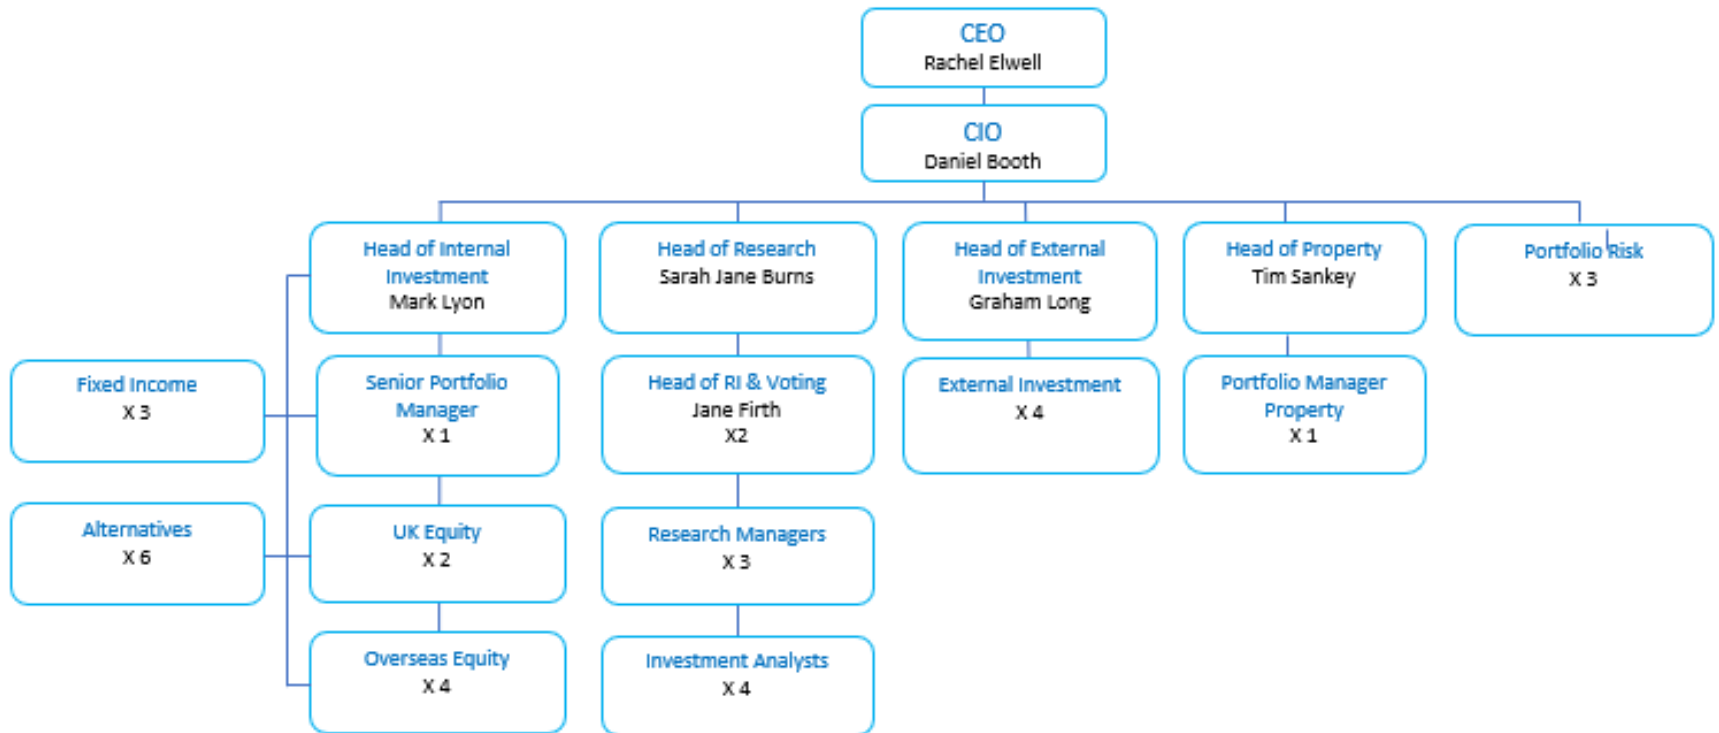 CEO
Rachel Elwell
CIO
Daniel Booth
Head of Internal
Investment
Mark Lyon
Head of Research
Sarah Jane Burns
Head of External
Investment
Graham Long
Head of Property
Tim Sankey
Portfolio Risk
X 3
Fixed Income
X 3
Senior Portfolio
Manager
X 1
Head of RI & Voting
Jane Firth
X2
External Investment
X 4
Portfolio Manager
Property
X 1
Alternatives
X 6
UK Equity
X 2
Research Managers
X 3
Overseas Equity
X 4
Investment Analysts
X 4